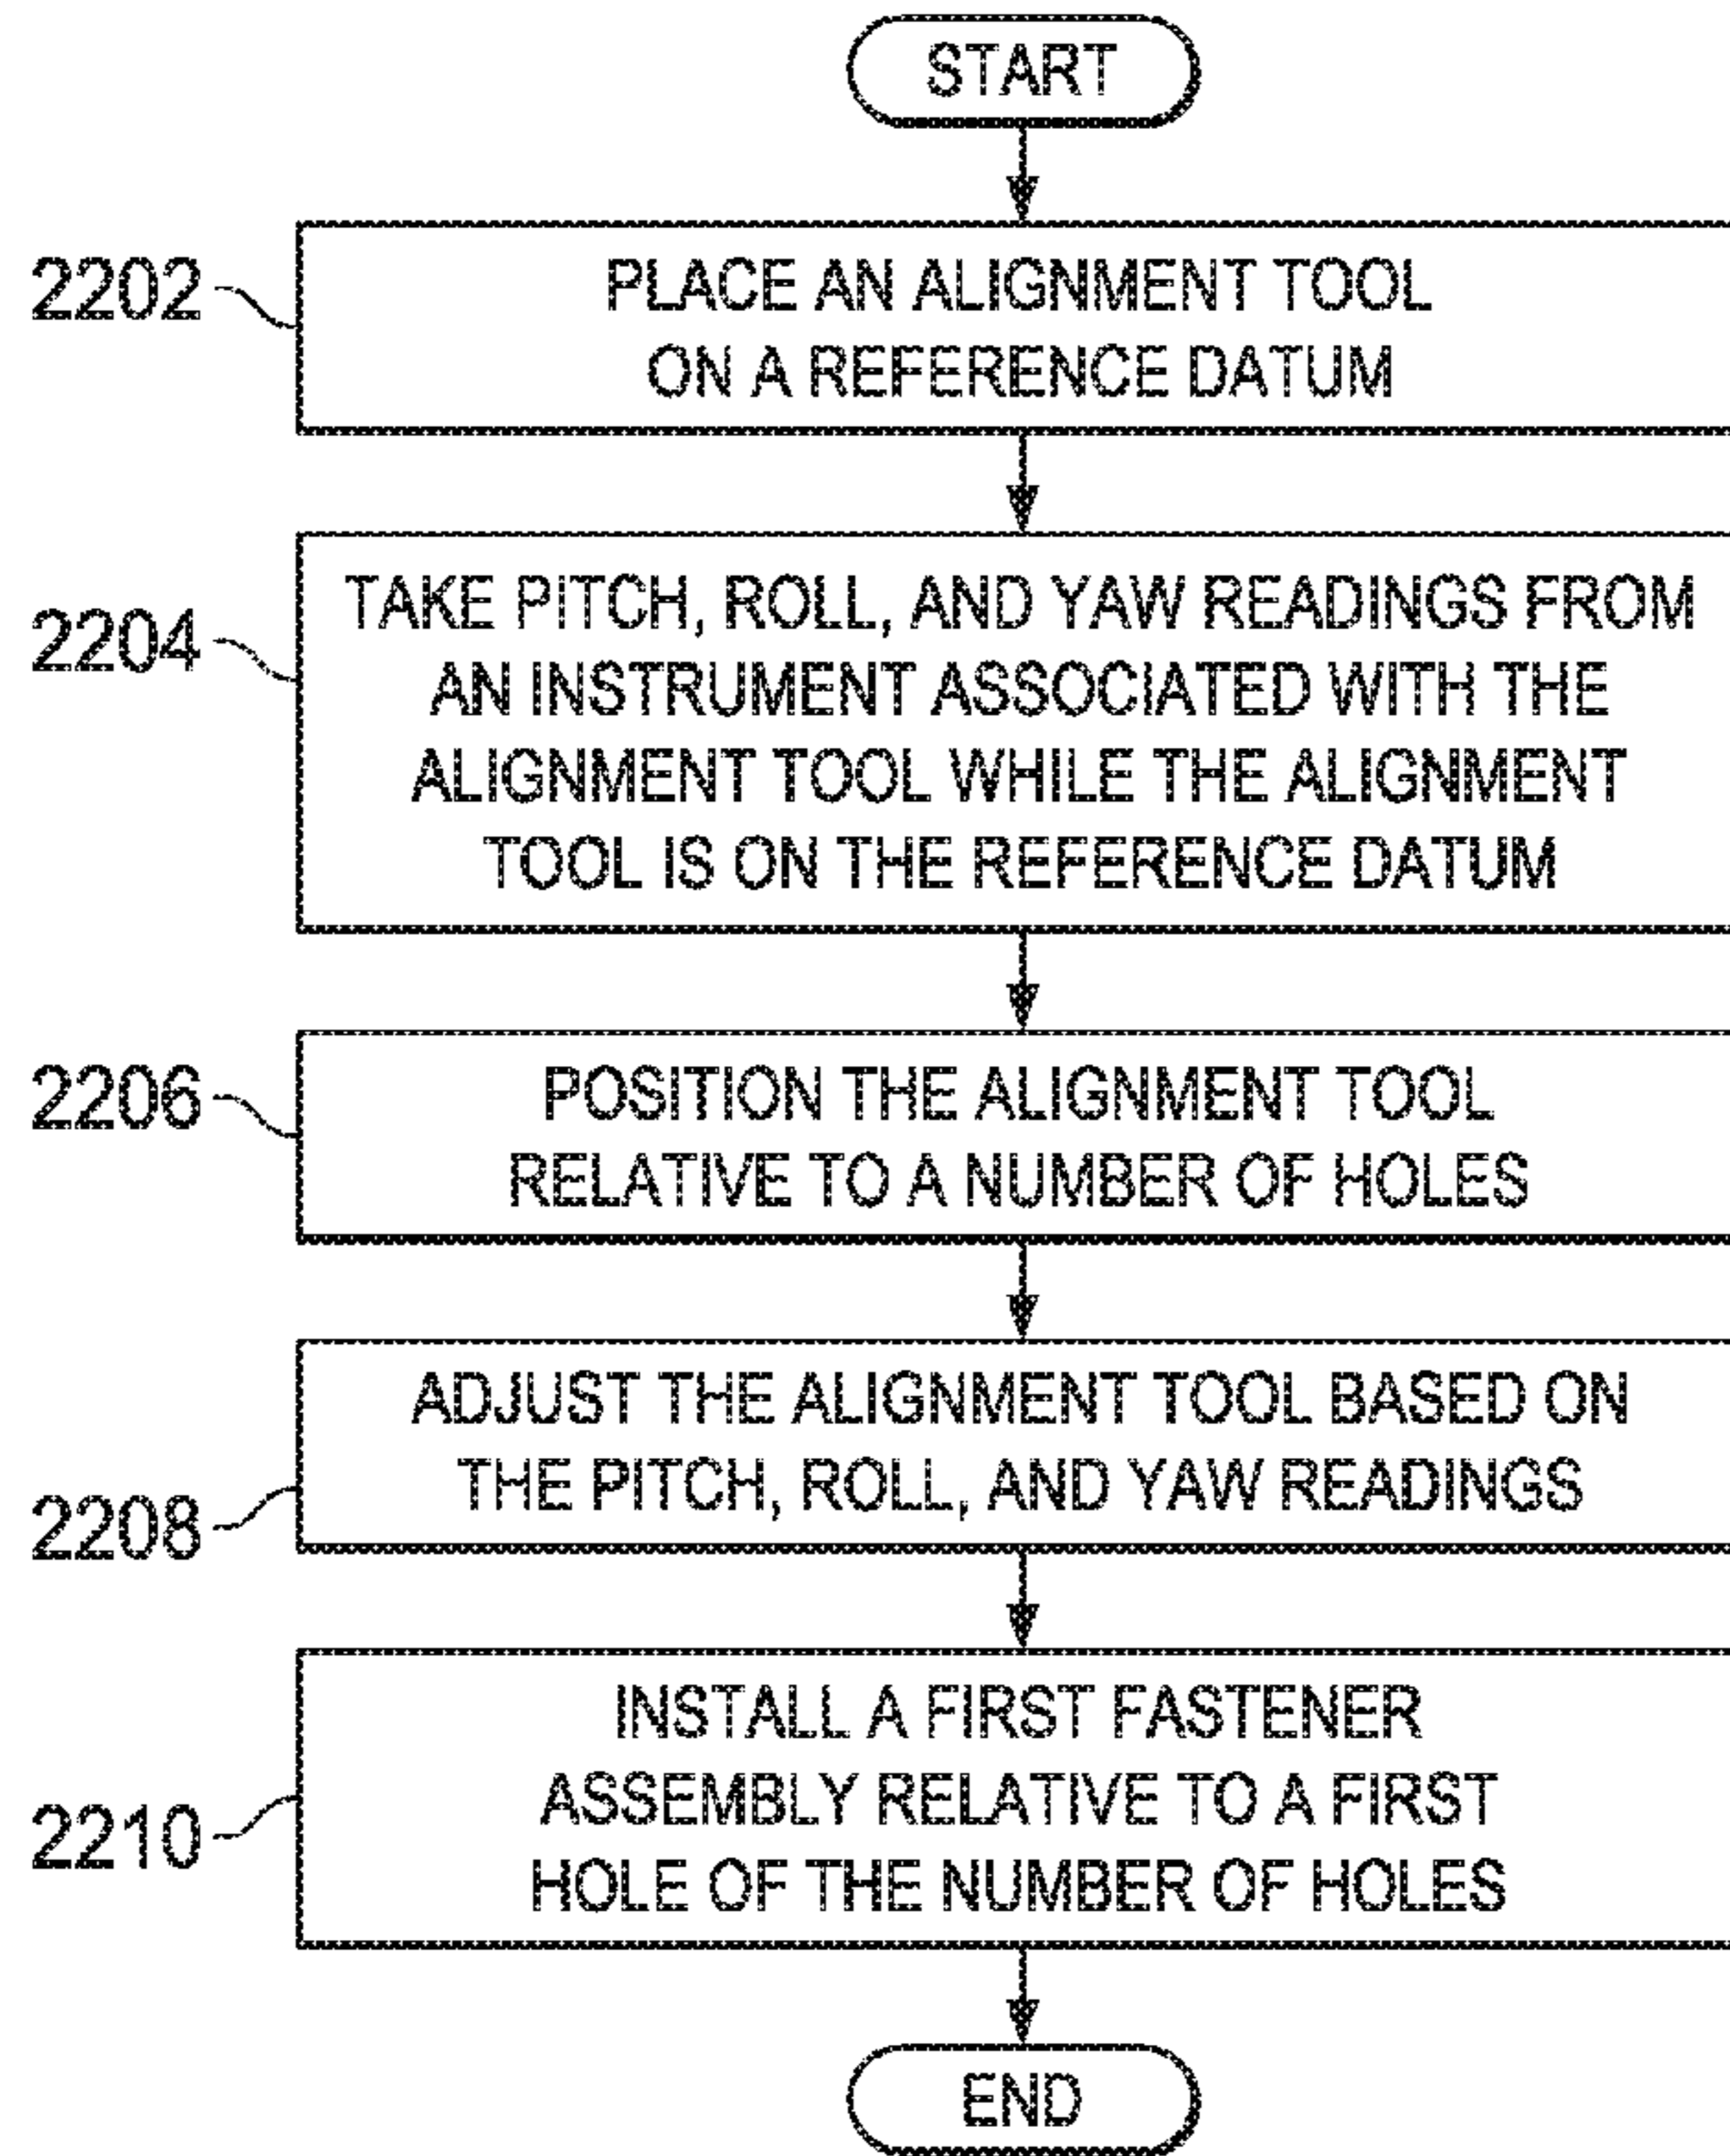 START
2202
PLACE AN ALIGNMENT TOOL
ON A REFERENCE DATUM
2204
TAKE PITCH, ROLL, AND YAW READINGS FROM
AN INSTRUMENT ASSOCIATED WITH THE
ALIGNMENT TOOL WHILE THE ALIGNMENT
TOOL IS ON THE REFERENCE DATUM
2206
POSITION THE ALIGNMENT TOOL
RELATIVE TO A NUMBER OF HOLES
2208
ADJUST THE ALIGNMENT TOOL BASED ON
THE PITCH, ROLL, AND YAW READINGS
2210
INSTALL A FIRST FASTENER
ASSEMBLY RELATIVE TO A FIRST
HOLE OF THE NUMBER OF HOLES
END